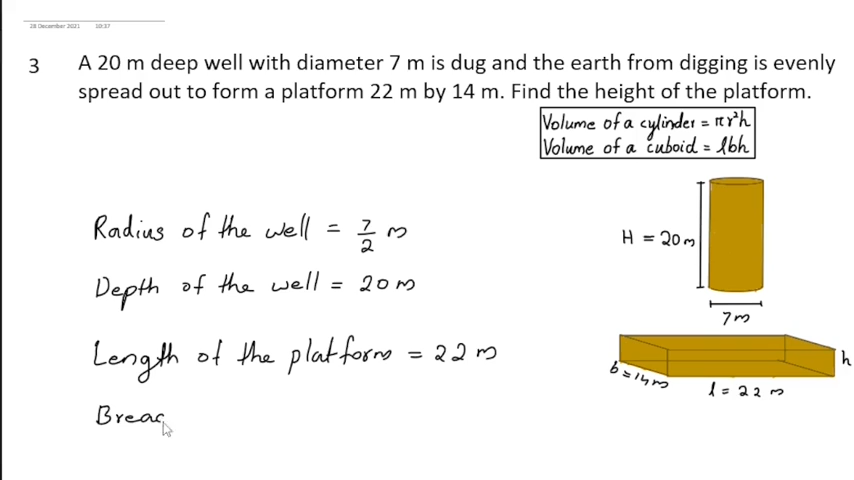 28 December 2021 10:37
3 A 20 m deep well with diameter 7 m is dug and the earth from digging is evenly
spread out to form a platform 22 m by 14 m. Find the height of the platform.
Volume of a cylinder = πr²h
Volume of a cuboid = lbh
Radius of the well = 7/2 m
H = 20m
Depth of the well = 20 m
7m
Length of the platform = 22 m
h
b = 14 m
l = 22 m
Breac